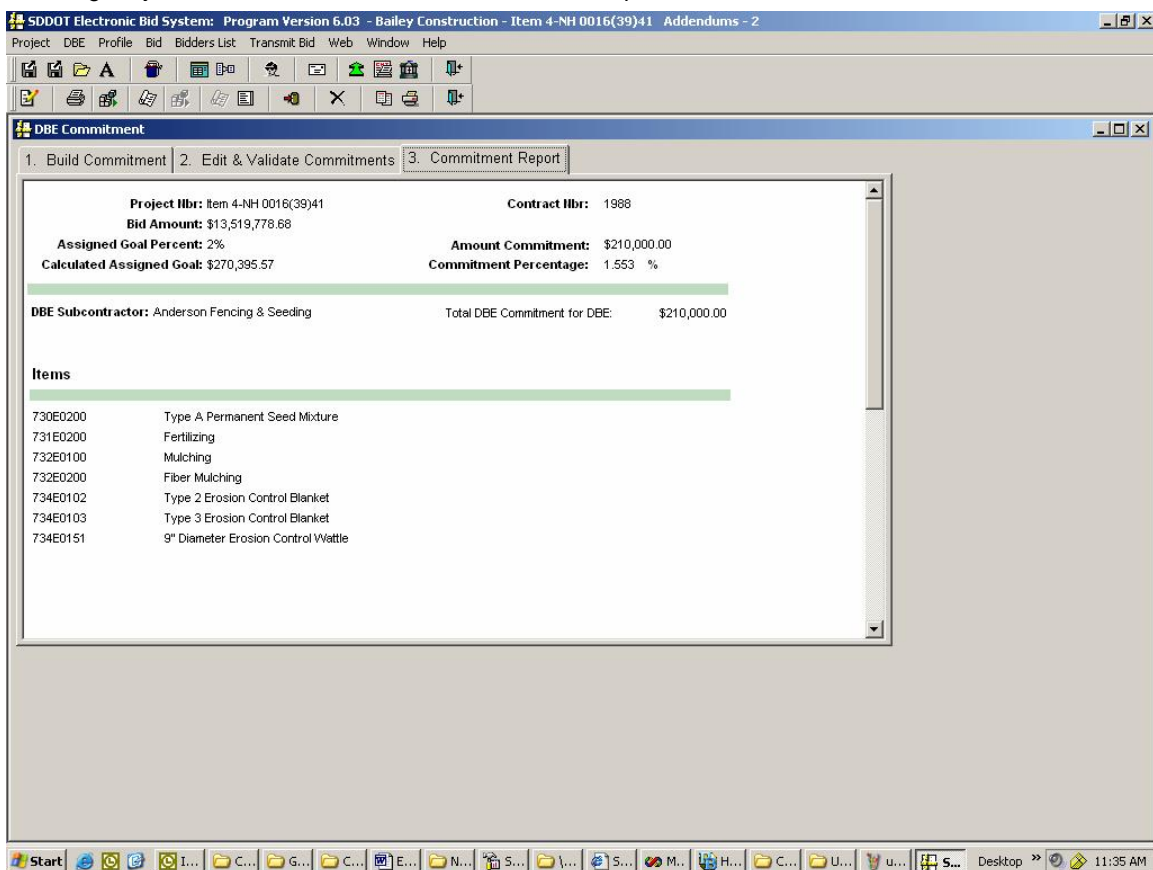 SDDOT Electronic Bid System: Program Version 6.03 - Bailey Construction - Item 4-NH 0016(39)41 Addendums - 2
Project DBE Profile Bid Bidders List Transmit Bid Web Window Help
DBE Commitment
1. Build Commitment 2. Edit & Validate Commitments 3. Commitment Report
Project Nbr: Item 4-NH 0016(39)41 Contract Nbr: 1988
Bid Amount: $13,519,778.68
Assigned Goal Percent: 2% Amount Commitment: $210,000.00
Calculated Assigned Goal: $270,395.57 Commitment Percentage: 1.553 %
DBE Subcontractor: Anderson Fencing & Seeding Total DBE Commitment for DBE: $210,000.00
Items
730E0200 Type A Permanent Seed Mixture
731E0200 Fertilizing
732E0100 Mulching
732E0200 Fiber Mulching
734E0102 Type 2 Erosion Control Blanket
734E0103 Type 3 Erosion Control Blanket
734E0151 9" Diameter Erosion Control Wattle
Start I... C... G... C... E... N... S... \... S... M.. H... C... U... u... S... Desktop » 11:35 AM